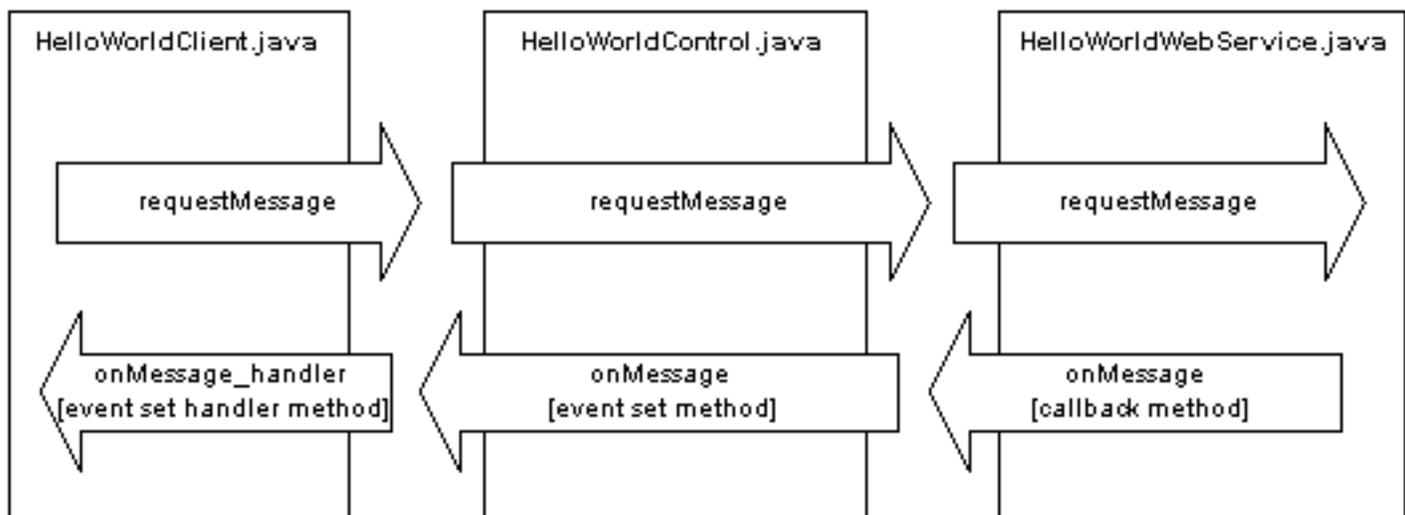 HelloWorldClient.java
HelloWorldControl.java
HelloWorldWebService.java
requestMessage
requestMessage
requestMessage
onMessage_handler
[event set handler method]
onMessage
[event set method]
onMessage
[callback method]